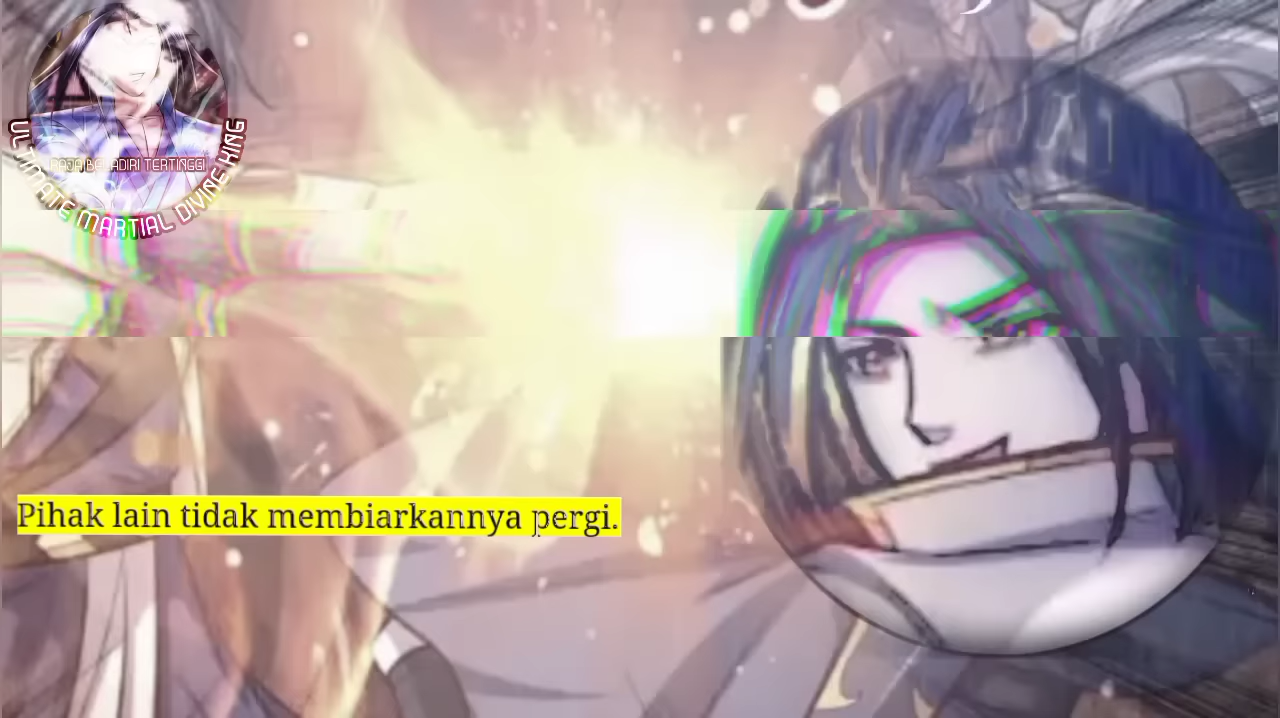 RAJA BELADIRI TERTINGGI
ULTIMATE MARTIAL DIVINE KING
Pihak lain tidak membiarkannya pergi.